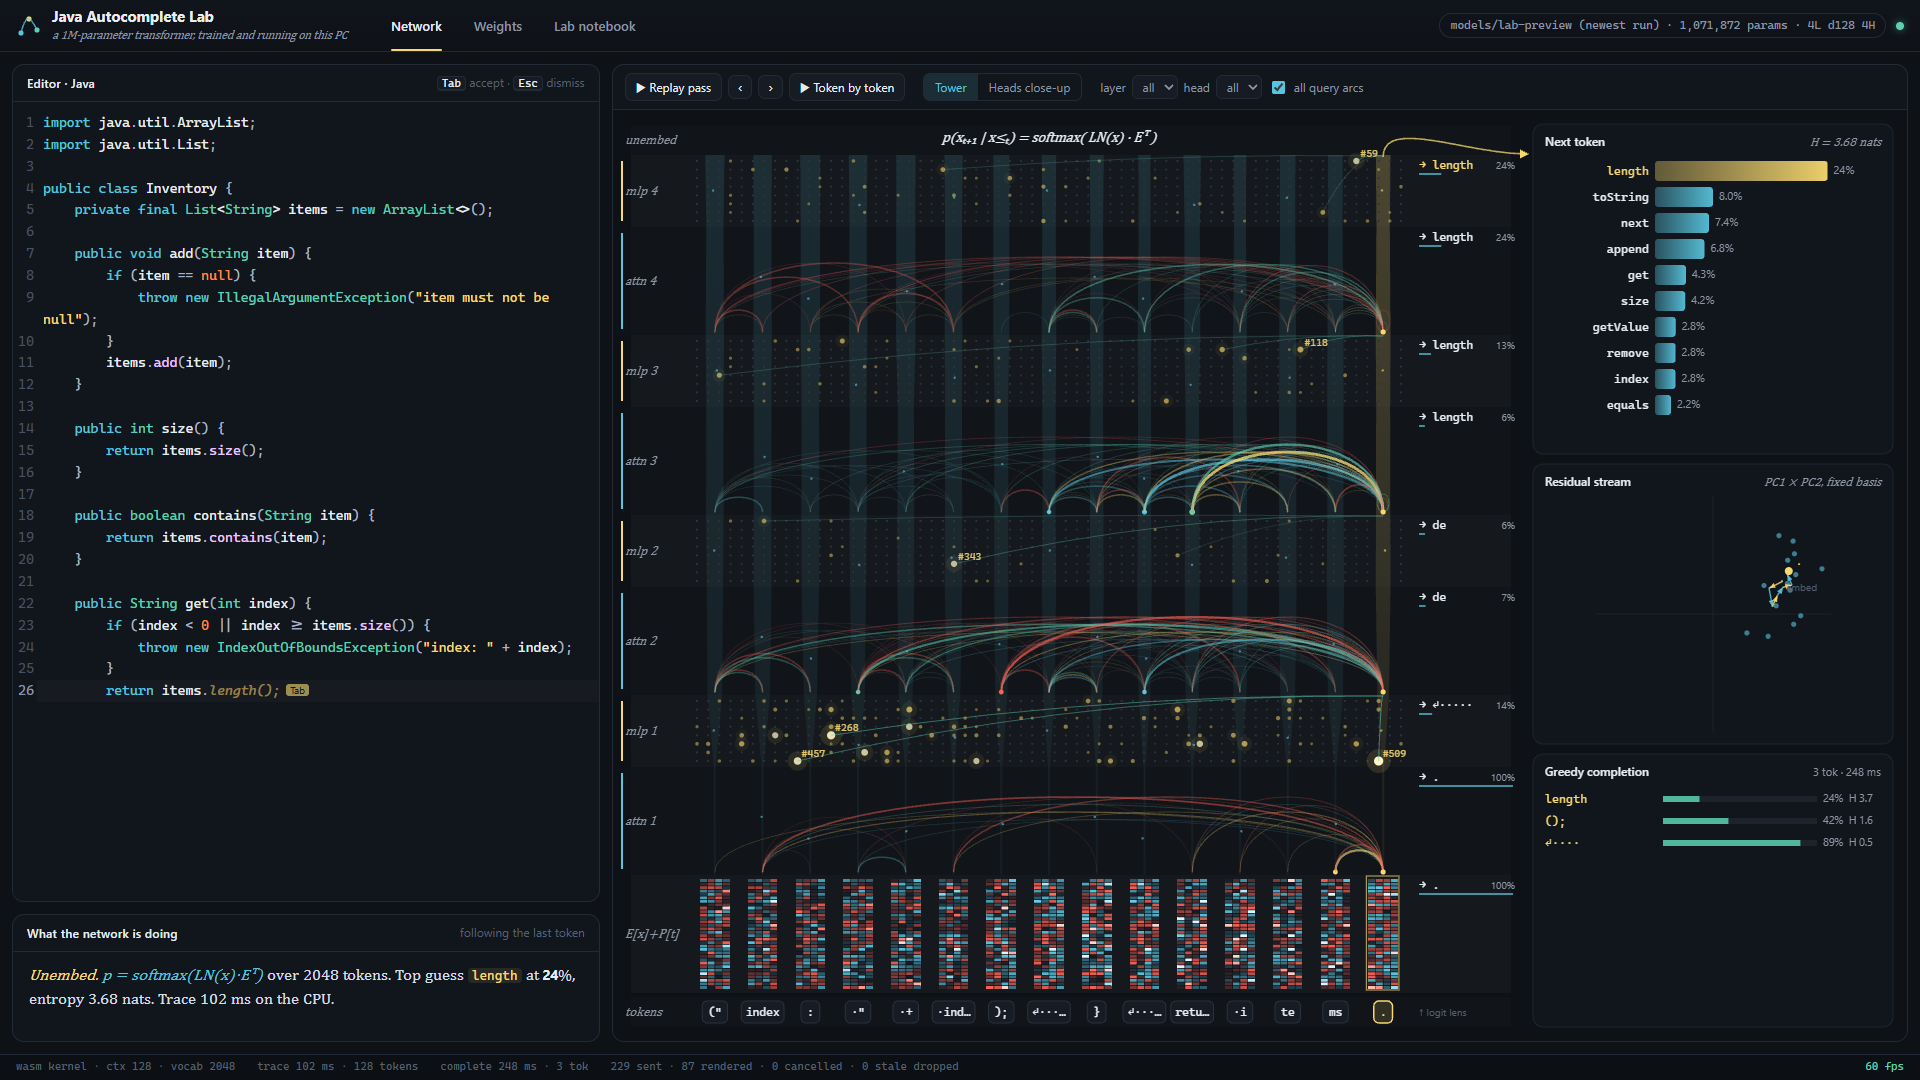 Java Autocomplete Lab
a 1M-parameter transformer, trained and running on this PC
Network
Weights
Lab notebook
models/lab-preview (newest run) · 1,071,872 params · 4L d128 4H
Editor · Java
Tab accept · Esc dismiss
1 import java.util.ArrayList;
2 import java.util.List;
3
4 public class Inventory {
5 private final List<String> items = new ArrayList<>();
6
7 public void add(String item) {
8 if (item == null) {
9 throw new IllegalArgumentException("item must not be
null");
10 }
11 items.add(item);
12 }
13
14 public int size() {
15 return items.size();
16 }
17
18 public boolean contains(String item) {
19 return items.contains(item);
20 }
21
22 public String get(int index) {
23 if (index < 0 || index ≥ items.size()) {
24 throw new IndexOutOfBoundsException("index: " + index);
25 }
26 return items.length(); Tab
What the network is doing
following the last token
Unembed. p = softmax(LN(x)·Eᵀ) over 2048 tokens. Top guess length at 24%,
entropy 3.68 nats. Trace 102 ms on the CPU.
▶ Replay pass
‹
›
▶ Token by token
Tower
Heads close-up
layer all
head all
all query arcs
unembed
p(xₜ₊₁ | x≤ₜ) = softmax( LN(x) · Eᵀ )
#59
mlp 4
→ length 24%
→ length 24%
attn 4
#118
→ length 13%
mlp 3
→ length 6%
attn 3
→ de 6%
mlp 2
#343
→ de 7%
attn 2
→ ↲····· 14%
mlp 1
#268
#457
#509
→ . 100%
attn 1
→ . 100%
E[x]+P[t]
tokens
("
index
:
·"
·+
·ind…
);
↲···…
}
↲···…
retu…
·i
te
ms
.
↑ logit lens
Next token
H = 3.68 nats
length 24%
toString 8.0%
next 7.4%
append 6.8%
get 4.3%
size 4.2%
getValue 2.8%
remove 2.8%
index 2.8%
equals 2.2%
Residual stream
PC1 × PC2, fixed basis
embed
Greedy completion
3 tok · 248 ms
length 24% H 3.7
(); 42% H 1.6
↲···· 89% H 0.5
wasm kernel · ctx 128 · vocab 2048
trace 102 ms · 128 tokens
complete 248 ms · 3 tok
229 sent · 87 rendered · 0 cancelled · 0 stale dropped
60 fps